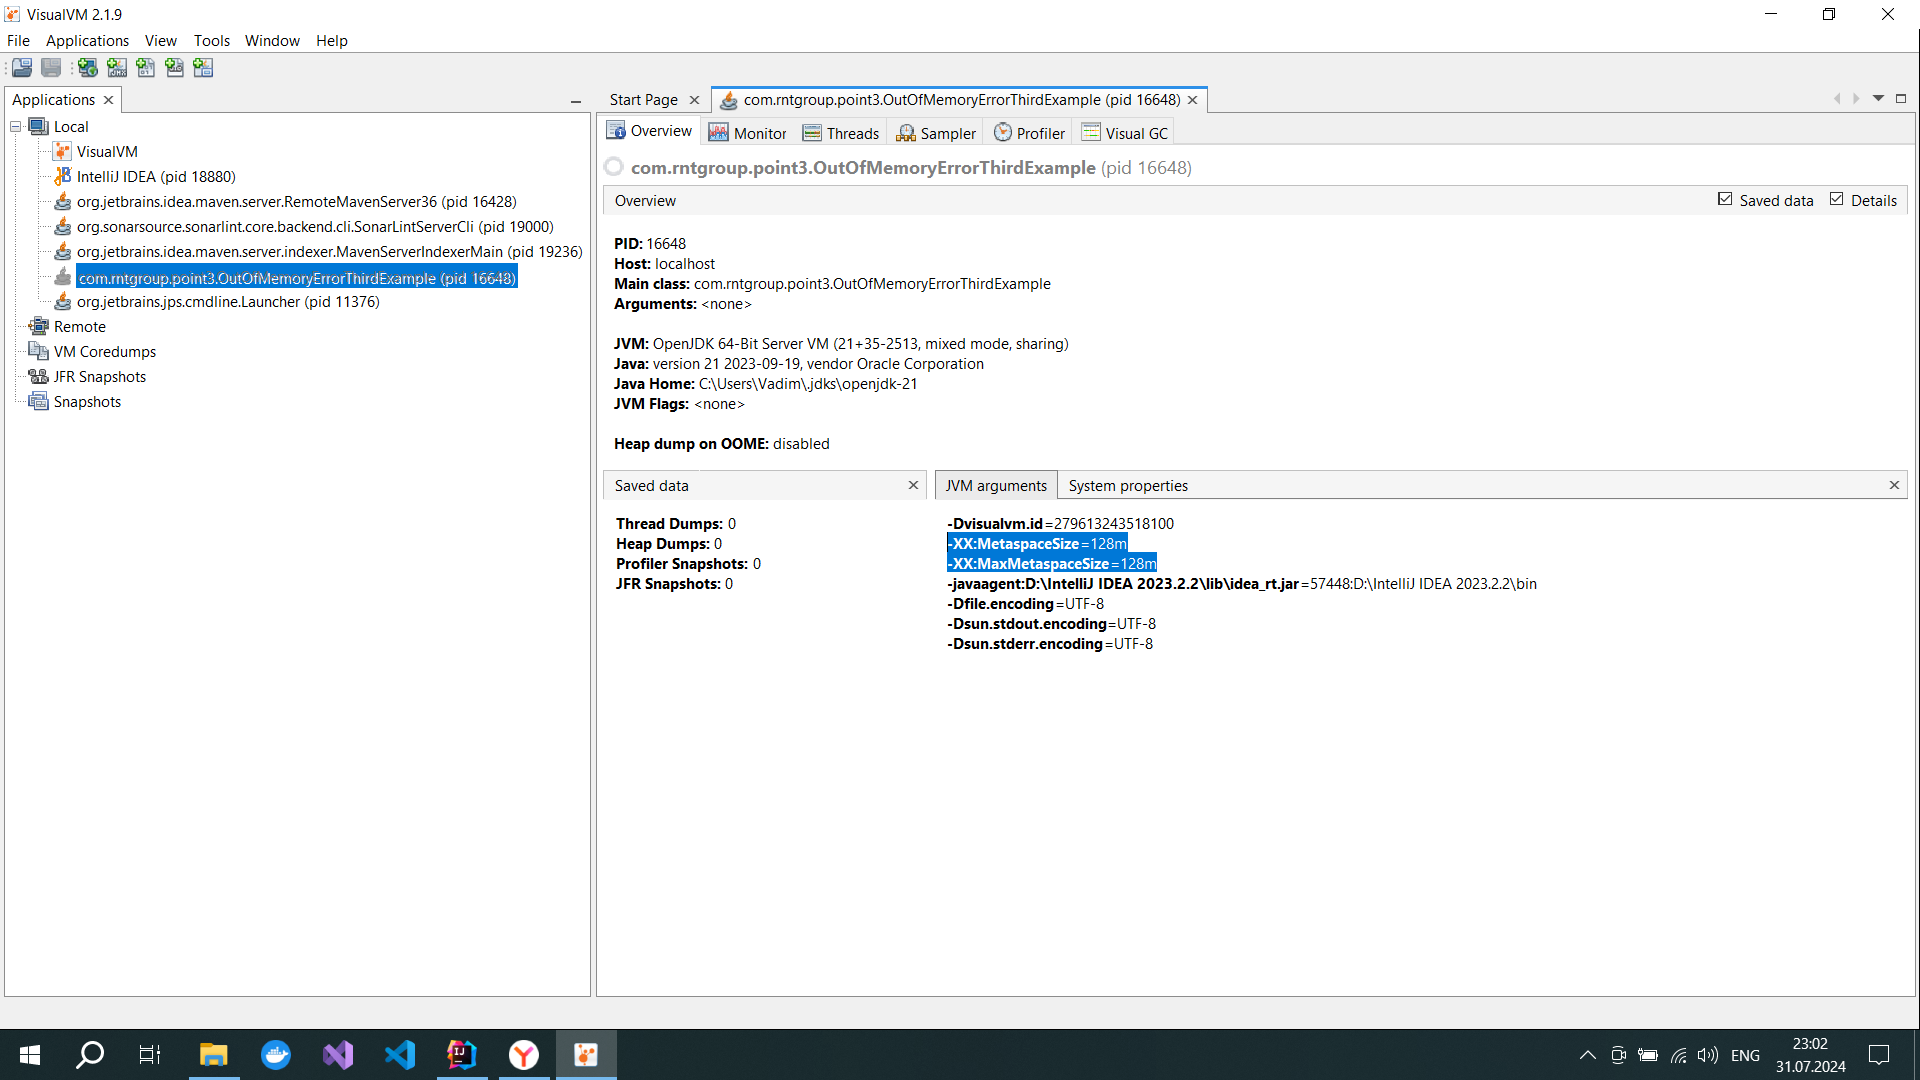 VisualVM 2.1.9
File Applications View Tools Window Help
Applications
Local
VisualVM
IntelliJ IDEA (pid 18880)
org.jetbrains.idea.maven.server.RemoteMavenServer36 (pid 16428)
org.sonarsource.sonarlint.core.backend.cli.SonarLintServerCli (pid 19000)
org.jetbrains.idea.maven.server.indexer.MavenServerIndexerMain (pid 19236)
com.rntgroup.point3.OutOfMemoryErrorThirdExample (pid 16648)
org.jetbrains.jps.cmdline.Launcher (pid 11376)
Remote
VM Coredumps
JFR Snapshots
Snapshots
Start Page com.rntgroup.point3.OutOfMemoryErrorThirdExample (pid 16648)
Overview Monitor Threads Sampler Profiler Visual GC
com.rntgroup.point3.OutOfMemoryErrorThirdExample (pid 16648)
Overview Saved data Details
PID: 16648
Host: localhost
Main class: com.rntgroup.point3.OutOfMemoryErrorThirdExample
Arguments: <none>
JVM: OpenJDK 64-Bit Server VM (21+35-2513, mixed mode, sharing)
Java: version 21 2023-09-19, vendor Oracle Corporation
Java Home: C:\Users\Vadim\.jdks\openjdk-21
JVM Flags: <none>
Heap dump on OOME: disabled
Saved data
Thread Dumps: 0
Heap Dumps: 0
Profiler Snapshots: 0
JFR Snapshots: 0
JVM arguments System properties
-Dvisualvm.id=279613243518100
-XX:MetaspaceSize=128m
-XX:MaxMetaspaceSize=128m
-javaagent:D:\IntelliJ IDEA 2023.2.2\lib\idea_rt.jar=57448:D:\IntelliJ IDEA 2023.2.2\bin
-Dfile.encoding=UTF-8
-Dsun.stdout.encoding=UTF-8
-Dsun.stderr.encoding=UTF-8
ENG
23:02
31.07.2024